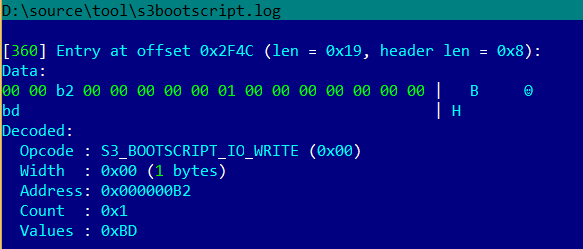 D:\source\tool\s3bootscript.log
[360] Entry at offset 0x2F4C (len = 0x19, header len = 0x8):
Data:
00 00 b2 00 00 00 00 00 01 00 00 00 00 00 00 00 | B ☺
bd | H
Decoded:
Opcode : S3_BOOTSCRIPT_IO_WRITE (0x00)
Width : 0x00 (1 bytes)
Address: 0x000000B2
Count : 0x1
Values : 0xBD